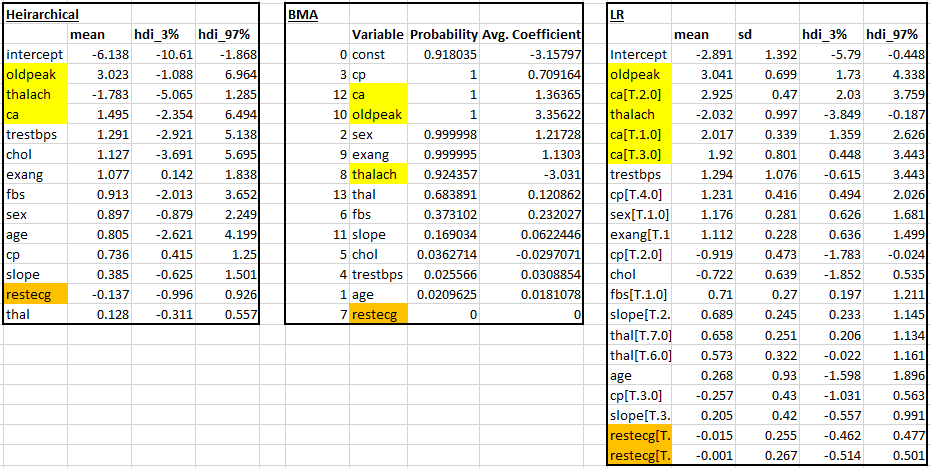 Heirarchical BMA LR
mean hdi_3% hdi_97% Variable Probability Avg. Coefficient mean sd hdi_3% hdi_97%
intercept -6.138 -10.61 -1.868 0 const 0.918035 -3.15797 Intercept -2.891 1.392 -5.79 -0.448
oldpeak 3.023 -1.088 6.964 3 cp 1 0.709164 oldpeak 3.041 0.699 1.73 4.338
thalach -1.783 -5.065 1.285 12 ca 1 1.36365 ca[T.2.0] 2.925 0.47 2.03 3.759
ca 1.495 -2.354 6.494 10 oldpeak 1 3.35622 thalach -2.032 0.997 -3.849 -0.187
trestbps 1.291 -2.921 5.138 2 sex 0.999998 1.21728 ca[T.1.0] 2.017 0.339 1.359 2.626
chol 1.127 -3.691 5.695 9 exang 0.999995 1.1303 ca[T.3.0] 1.92 0.801 0.448 3.443
exang 1.077 0.142 1.838 8 thalach 0.924357 -3.031 trestbps 1.294 1.076 -0.615 3.443
fbs 0.913 -2.013 3.652 13 thal 0.683891 0.120862 cp[T.4.0] 1.231 0.416 0.494 2.026
sex 0.897 -0.879 2.249 6 fbs 0.373102 0.232027 sex[T.1.0] 1.176 0.281 0.626 1.681
age 0.805 -2.621 4.199 11 slope 0.169034 0.0622446 exang[T.1 1.112 0.228 0.636 1.499
cp 0.736 0.415 1.25 5 chol 0.0362714 -0.0297071 cp[T.2.0] -0.919 0.473 -1.783 -0.024
slope 0.385 -0.625 1.501 4 trestbps 0.025566 0.0308854 chol -0.722 0.639 -1.852 0.535
restecg -0.137 -0.996 0.926 1 age 0.0209625 0.0181078 fbs[T.1.0] 0.71 0.27 0.197 1.211
thal 0.128 -0.311 0.557 7 restecg 0 0 slope[T.2. 0.689 0.245 0.233 1.145
thal[T.7.0] 0.658 0.251 0.206 1.134
thal[T.6.0] 0.573 0.322 -0.022 1.161
age 0.268 0.93 -1.598 1.896
cp[T.3.0] -0.257 0.43 -1.031 0.563
slope[T.3. 0.205 0.42 -0.557 0.991
restecg[T. -0.015 0.255 -0.462 0.477
restecg[T. -0.001 0.267 -0.514 0.501